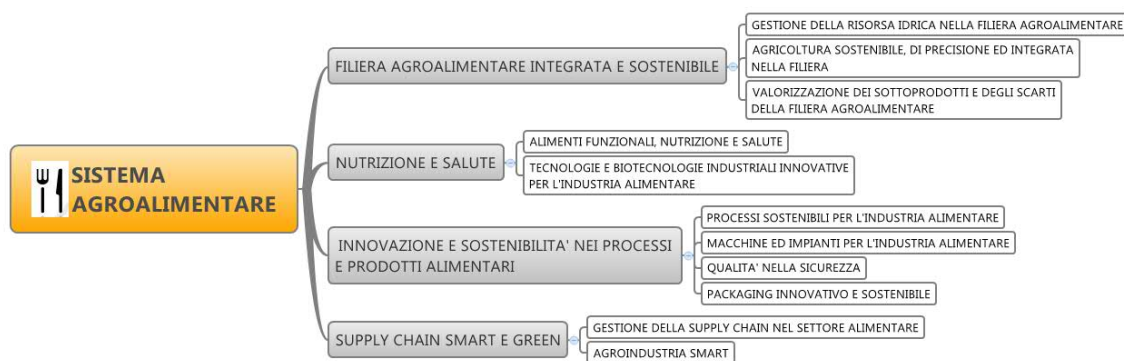 SISTEMA
AGROALIMENTARE
FILIERA AGROALIMENTARE INTEGRATA E SOSTENIBILE
GESTIONE DELLA RISORSA IDRICA NELLA FILIERA AGROALIMENTARE
AGRICOLTURA SOSTENIBILE, DI PRECISIONE ED INTEGRATA
NELLA FILIERA
VALORIZZAZIONE DEI SOTTOPRODOTTI E DEGLI SCARTI
DELLA FILIERA AGROALIMENTARE
NUTRIZIONE E SALUTE
ALIMENTI FUNZIONALI, NUTRIZIONE E SALUTE
TECNOLOGIE E BIOTECNOLOGIE INDUSTRIALI INNOVATIVE
PER L'INDUSTRIA ALIMENTARE
INNOVAZIONE E SOSTENIBILITA' NEI PROCESSI
E PRODOTTI ALIMENTARI
PROCESSI SOSTENIBILI PER L'INDUSTRIA ALIMENTARE
MACCHINE ED IMPIANTI PER L'INDUSTRIA ALIMENTARE
QUALITA' NELLA SICUREZZA
PACKAGING INNOVATIVO E SOSTENIBILE
SUPPLY CHAIN SMART E GREEN
GESTIONE DELLA SUPPLY CHAIN NEL SETTORE ALIMENTARE
AGROINDUSTRIA SMART